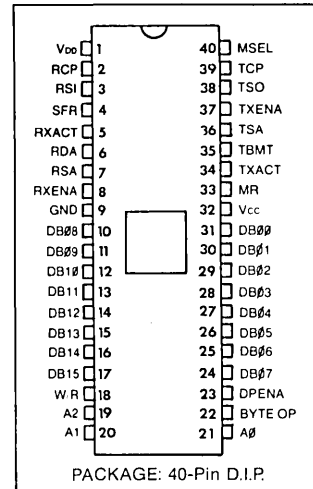 VDD 1 40 MSEL
RCP 2 39 TCP
RSI 3 38 TSO
SFR 4 37 TXENA
RXACT 5 36 TSA
RDA 6 35 TBMT
RSA 7 34 TXACT
RXENA 8 33 MR
GND 9 32 Vcc
DB08 10 31 DB00
DB09 11 30 DB01
DB10 12 29 DB02
DB11 13 28 DB03
DB12 14 27 DB04
DB13 15 26 DB05
DB14 16 25 DB06
DB15 17 24 DB07
W/R 18 23 DPENA
A2 19 22 BYTE OP
A1 20 21 A0
PACKAGE: 40-Pin D.I.P.